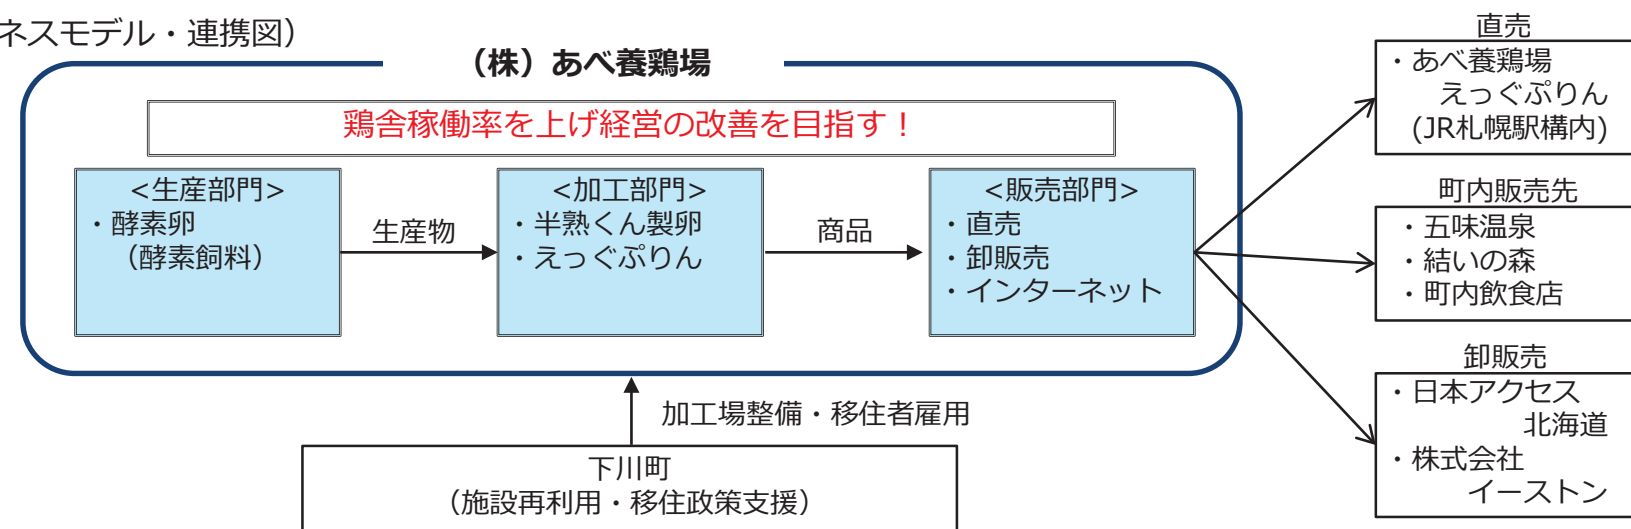 ネスモデル・連携図）
（株）あべ養鶏場
鶏舎稼働率を上げ経営の改善を目指す！
<生産部門>
・酵素卵
（酵素飼料）
生産物
<加工部門>
・半熟くん製卵
・えっぐぷりん
商品
<販売部門>
・直売
・卸販売
・インターネット
直売
・あべ養鶏場
えっぐぷりん
(JR札幌駅構内)
町内販売先
・五味温泉
・結いの森
・町内飲食店
卸販売
・日本アクセス
北海道
・株式会社
イーストン
加工場整備・移住者雇用
下川町
（施設再利用・移住政策支援）